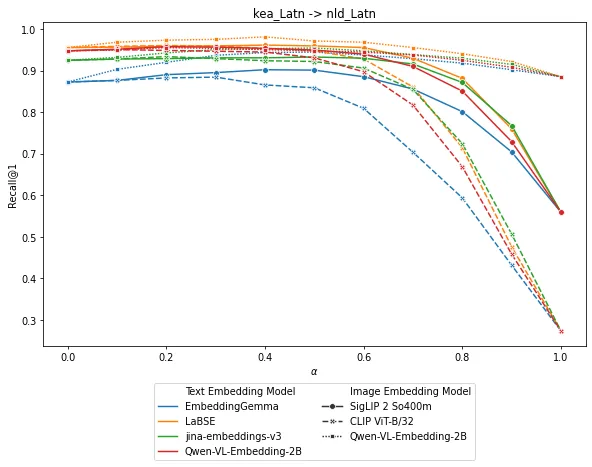 kea_Latn -> nld_Latn
Recall@1
1.0
0.9
0.8
0.7
0.6
0.5
0.4
0.3
0.0 0.2 0.4 0.6 0.8 1.0
α
Text Embedding Model Image Embedding Model
EmbeddingGemma SigLIP 2 So400m
LaBSE CLIP ViT-B/32
jina-embeddings-v3 Qwen-VL-Embedding-2B
Qwen-VL-Embedding-2B